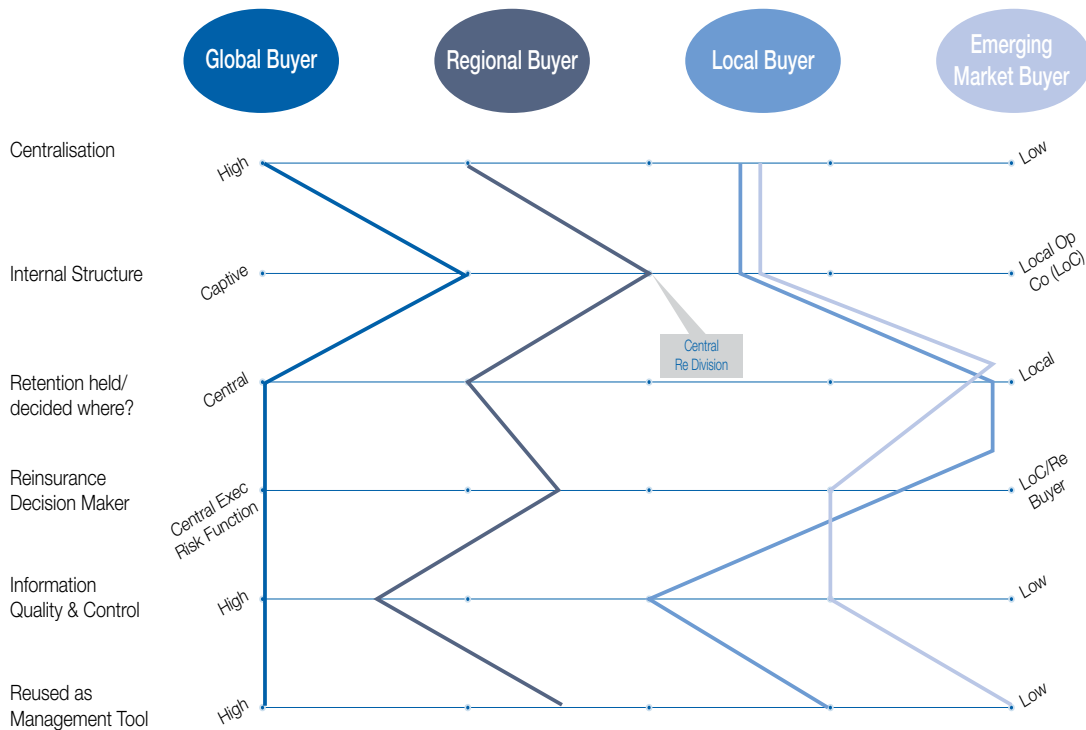 Global Buyer
Regional Buyer
Local Buyer
Emerging
Market Buyer
Centralisation
High
Low
Internal Structure
Captive
Local Op
Co (LoC)
Central
Re Division
Retention held/
decided where?
Central
Local
Reinsurance
Decision Maker
Central Exec
Risk Function
LoC/Re
Buyer
Information
Quality & Control
High
Low
Reused as
Management Tool
High
Low